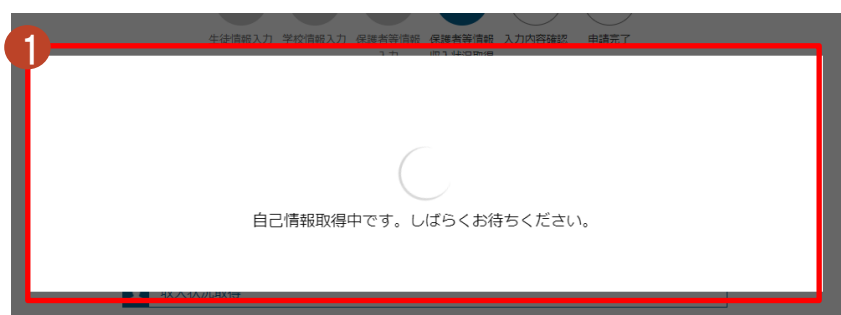 生徒情報入力 学校情報入力 保護者等情報 保護者等情報 入力内容確認 申請完了
入力 収入状況取得
1
自己情報取得中です。しばらくお待ちください。
収入状況取得